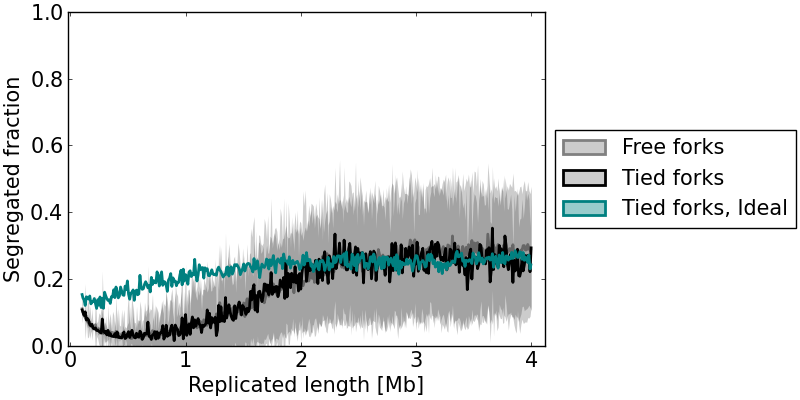 1.0
0.8
0.6
0.4
0.2
0.0
0
1
2
3
4
Segregated fraction
Replicated length [Mb]
Free forks
Tied forks
Tied forks, Ideal